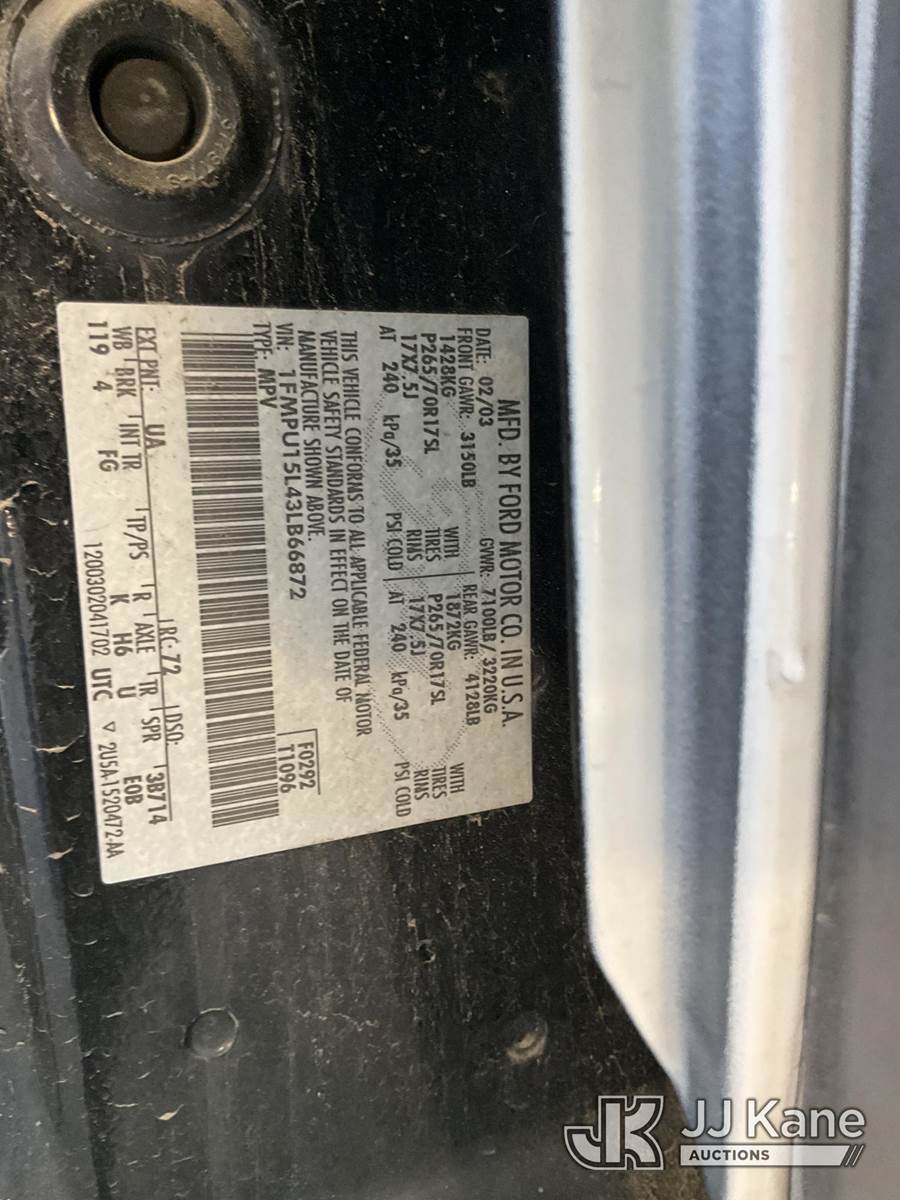 MFD. BY FORD MOTOR CO. IN U.S.A.
DATE: 02/03 GVWR: 7100LB/ 3220KG
FRONT GAWR: 3150LB REAR GAWR: 4128LB
1428KG WITH 1872KG WITH
P265/70R17SL TIRES P265/70R17SL TIRES
17X7.5J RIMS 17X7.5J RIMS
AT 240 kPa/35 PSI COLD AT 240 kPa/35 PSI COLD
THIS VEHICLE CONFORMS TO ALL APPLICABLE FEDERAL MOTOR
VEHICLE SAFETY STANDARDS IN EFFECT ON THE DATE OF
MANUFACTURE SHOWN ABOVE.
VIN: 1FMPU15L43LB66872 F0292
TYPE: MPV T1096
EXT PNT: UA RC: 72 DSO: 3B714
WB BRK INT TR TP/PS R AXLE TR SPR EOB
119 4 FG K H6 U
1200302041702 UTC ▽ 2U5A-1520472-AA
JK JJ Kane
AUCTIONS